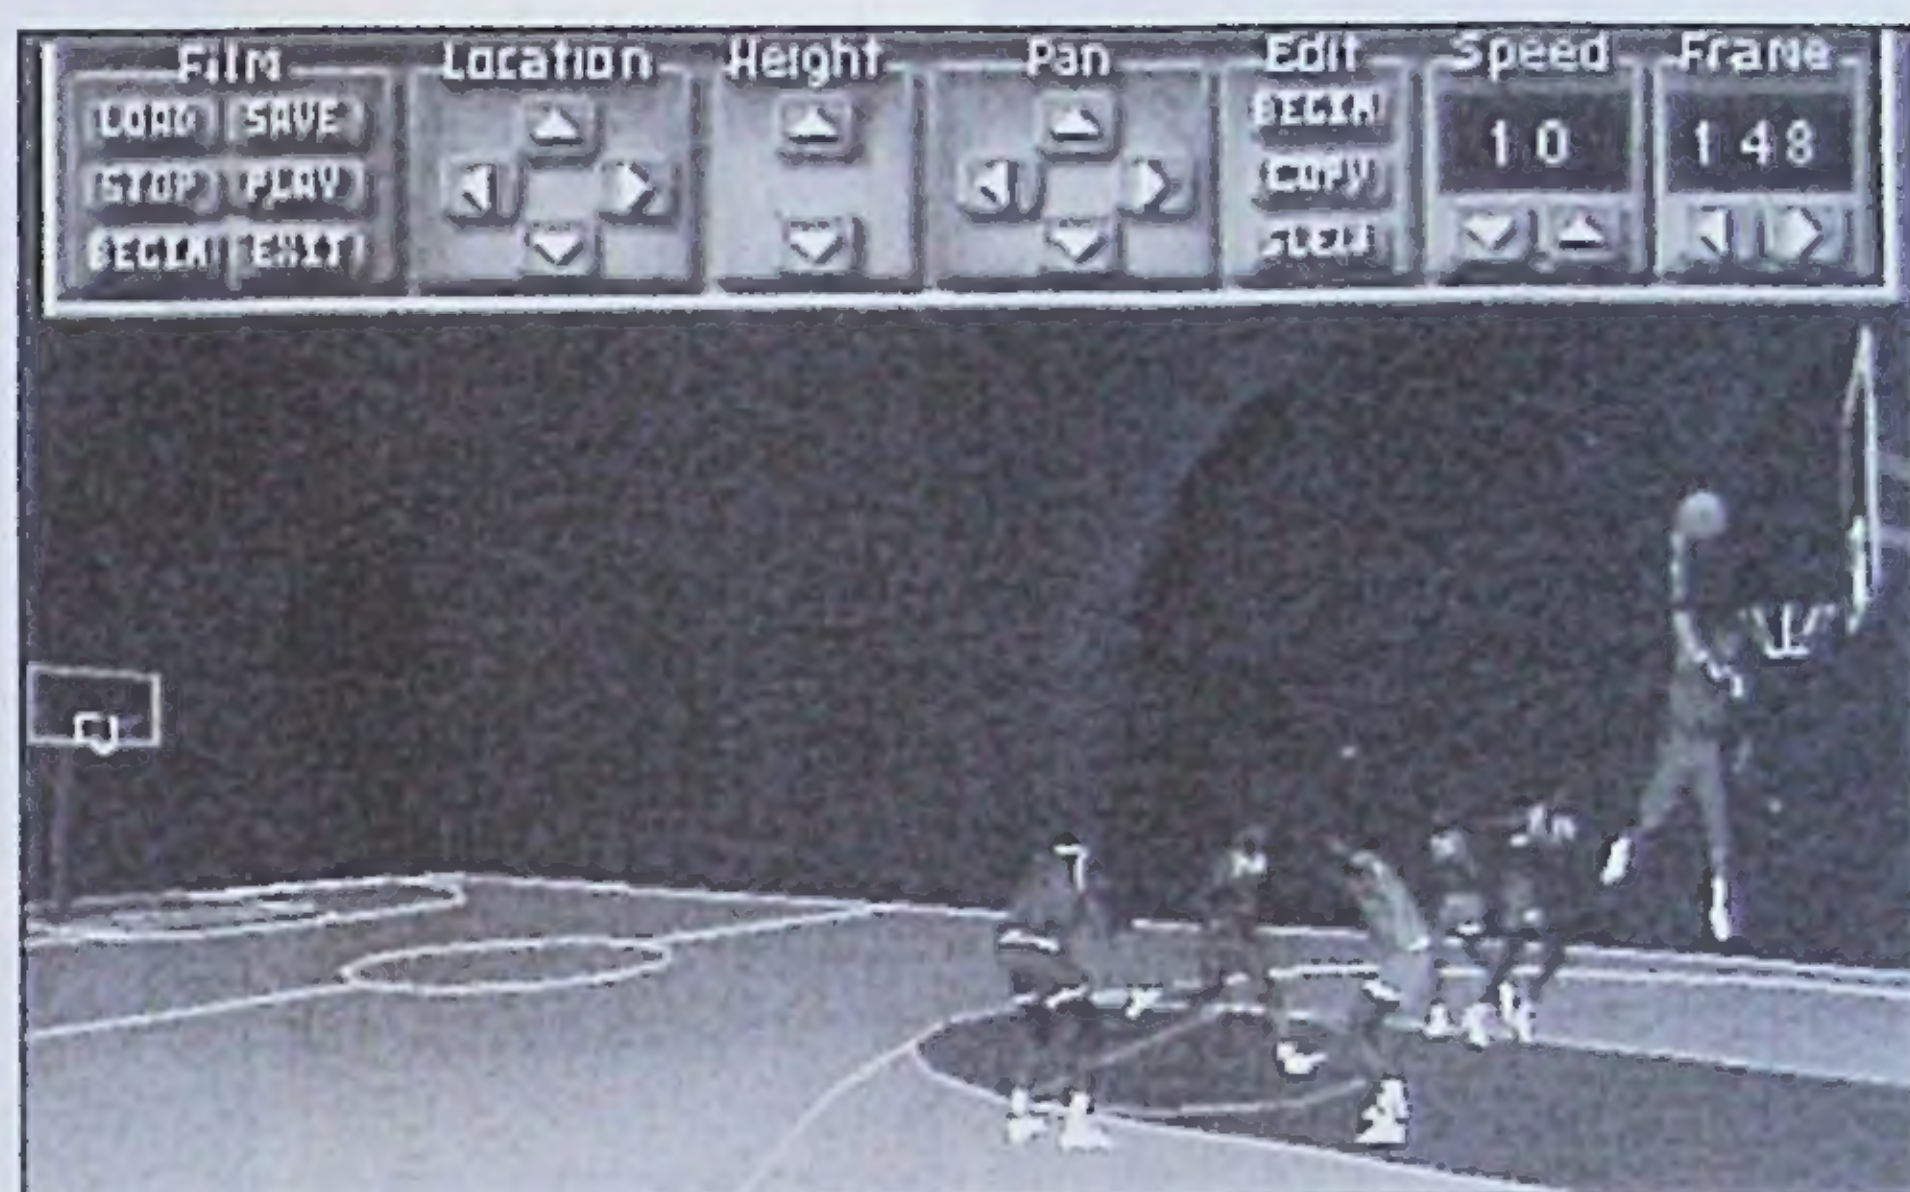 Film Location Height Pan Edit Speed Frame
LOAD SAVE BEGIN 10 148
STOP PLAY COPY
BEGIN EXIT